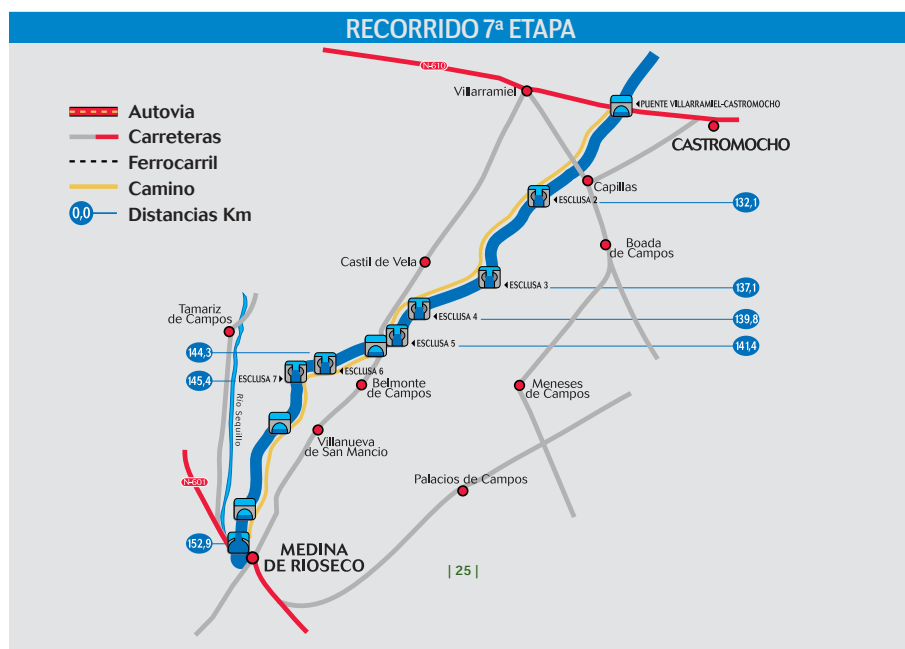 RECORRIDO 7ª ETAPA
N-610
Villarramiel
PUENTE VILLARRAMIEL-CASTROMOCHO
Autovia
Carreteras
Ferrocarril
Camino
0,0
Distancias Km
CASTROMOCHO
Capillas
ESCLUSA 2
132,1
Boada
de Campos
Castil de Vela
ESCLUSA 3
137,1
Tamariz
de Campos
ESCLUSA 4
139,8
ESCLUSA 5
141,4
144,3
145,4
ESCLUSA 7
ESCLUSA 6
Belmonte
de Campos
Meneses
de Campos
Río Sequillo
Villanueva
de San Mancio
N-601
Palacios de Campos
152,9
MEDINA
DE RIOSECO
| 25 |